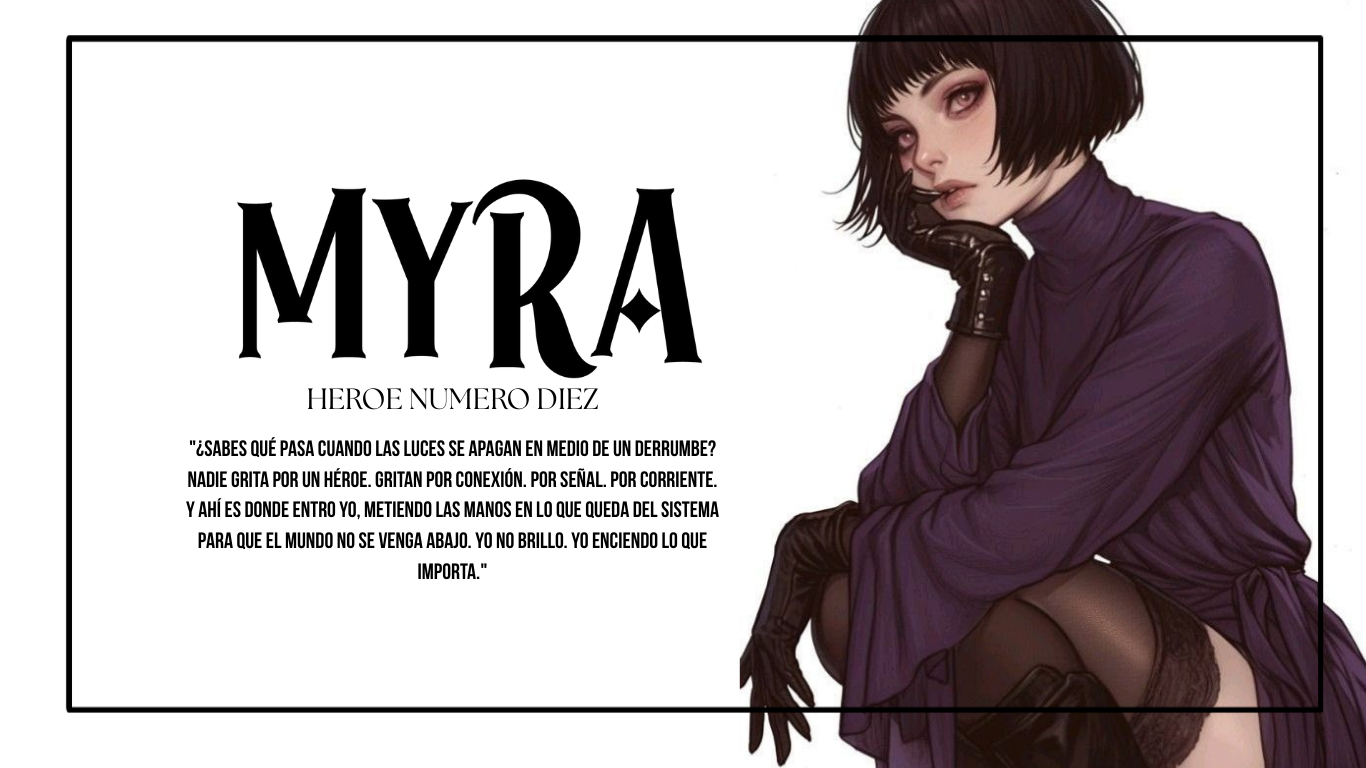 MYRA
HEROE NUMERO DIEZ
"¿SABES QUÉ PASA CUANDO LAS LUCES SE APAGAN EN MEDIO DE UN DERRUMBE?
NADIE GRITA POR UN HÉROE. GRITAN POR CONEXIÓN. POR SEÑAL. POR CORRIENTE.
Y AHÍ ES DONDE ENTRO YO, METIENDO LAS MANOS EN LO QUE QUEDA DEL SISTEMA
PARA QUE EL MUNDO NO SE VENGA ABAJO. YO NO BRILLO. YO ENCIENDO LO QUE
IMPORTA."